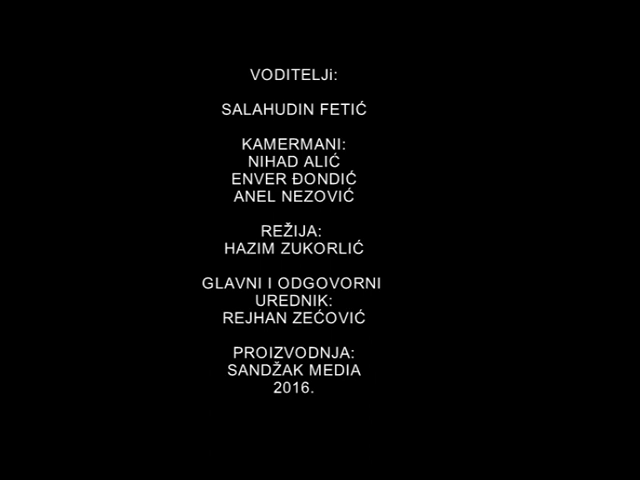 VODITELJi:
SALAHUDIN FETIĆ
KAMERMANI:
NIHAD ALIĆ
ENVER ĐONDIĆ
ANEL NEZOVIĆ
REŽIJA:
HAZIM ZUKORLIĆ
GLAVNI I ODGOVORNI
UREDNIK:
REJHAN ZEĆOVIĆ
PROIZVODNJA:
SANDŽAK MEDIA
2016.